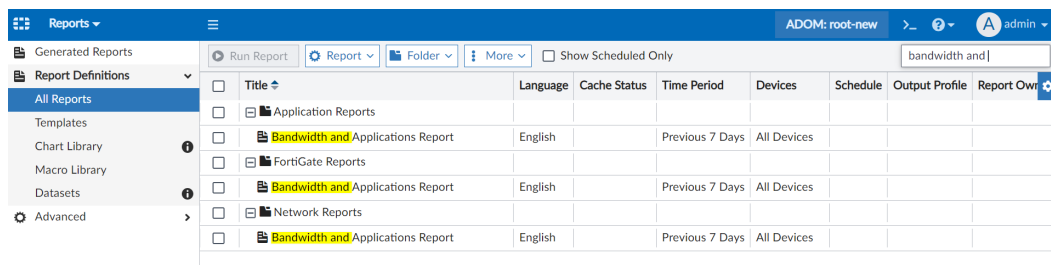 Reports ADOM: root-new >_ ? A admin
Generated Reports Run Report Report Folder More Show Scheduled Only bandwidth and
Report Definitions Title Language Cache Status Time Period Devices Schedule Output Profile Report Own
All Reports Application Reports
Templates Bandwidth and Applications Report English Previous 7 Days All Devices
Chart Library FortiGate Reports
Macro Library
Datasets Bandwidth and Applications Report English Previous 7 Days All Devices
Advanced Network Reports
Bandwidth and Applications Report English Previous 7 Days All Devices